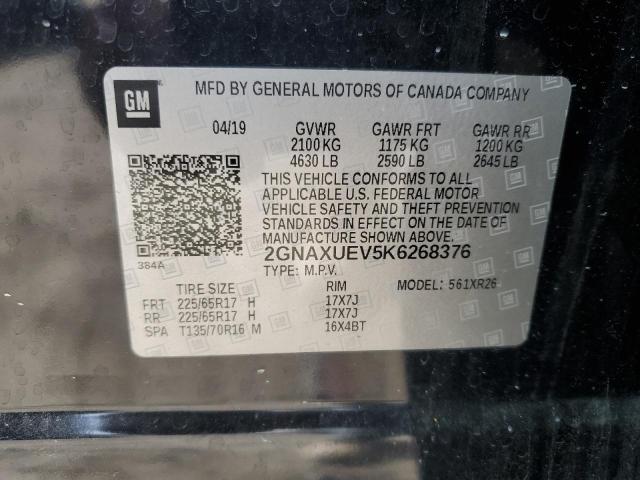 GM
MFD BY GENERAL MOTORS OF CANADA COMPANY
04/19 GVWR GAWR FRT GAWR RR
2100 KG 1175 KG 1200 KG
4630 LB 2590 LB 2645 LB
THIS VEHICLE CONFORMS TO ALL
APPLICABLE U.S. FEDERAL MOTOR
VEHICLE SAFETY AND THEFT PREVENTION
STANDARDS IN EFFECT ON THE DATE OF
MANUFACTURE SHOWN ABOVE.
384A 2GNAXUEV5K6268376
TYPE: M.P.V. MODEL: 561XR26
TIRE SIZE RIM
FRT 225/65R17 H 17X7J
RR 225/65R17 H 17X7J
SPA T135/70R16 M 16X4BT